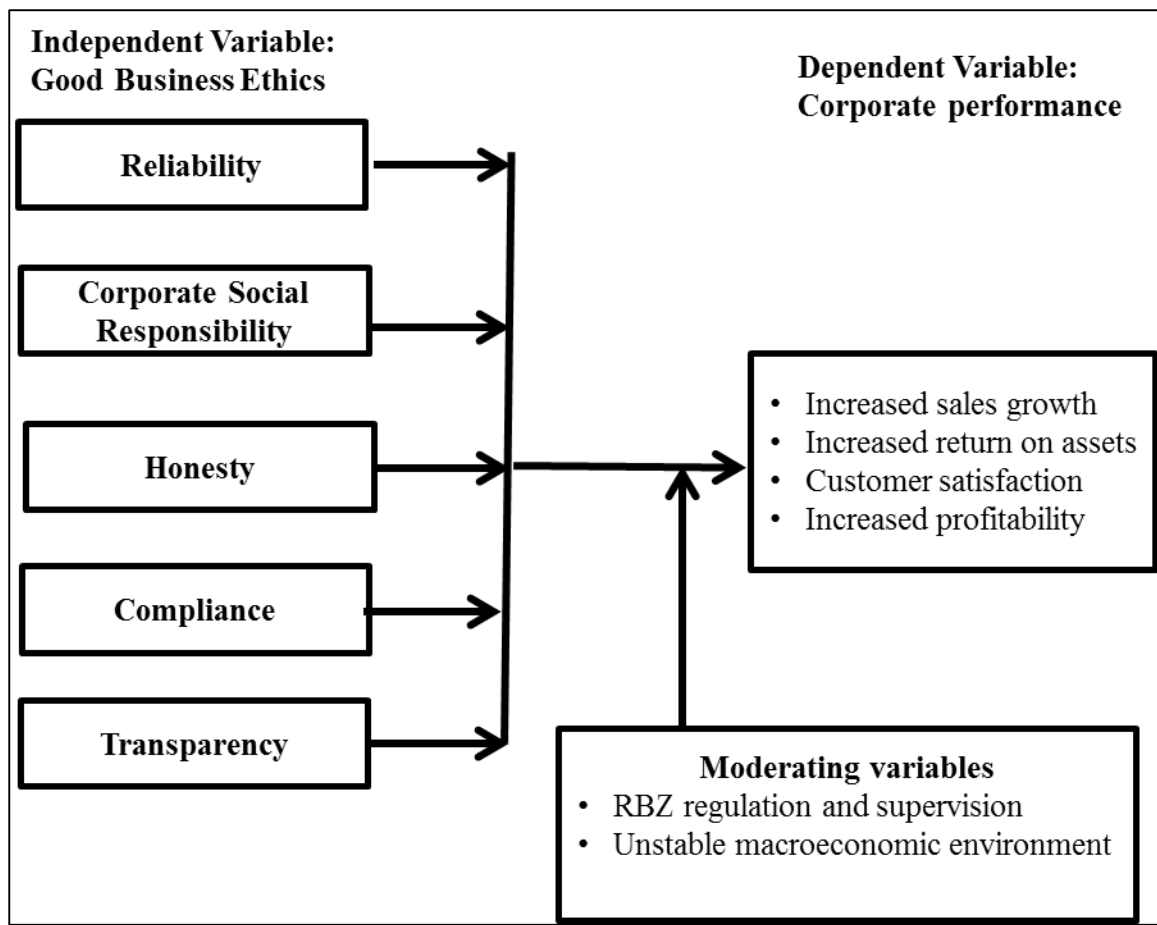 Independent Variable:
Good Business Ethics
Dependent Variable:
Corporate performance
Reliability
Corporate Social
Responsibility
Honesty
Compliance
Transparency
• Increased sales growth
• Increased return on assets
• Customer satisfaction
• Increased profitability
Moderating variables
• RBZ regulation and supervision
• Unstable macroeconomic environment